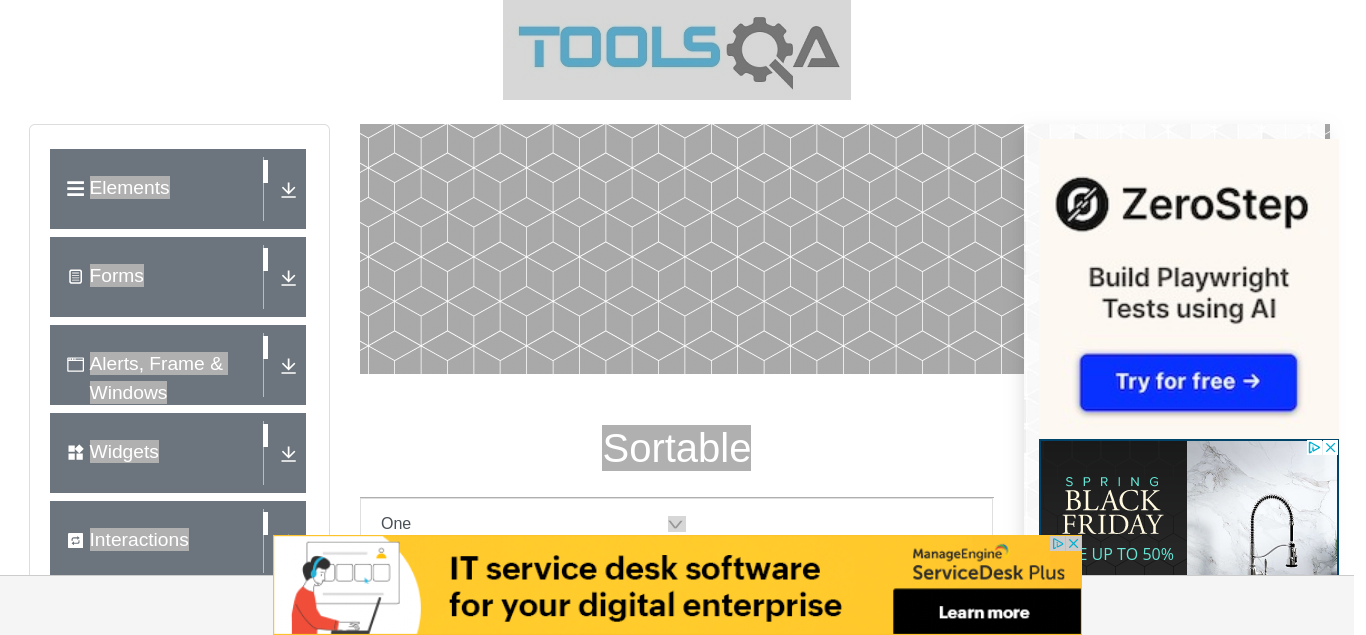 TOOLSQA
Elements
Forms
Alerts, Frame &
Windows
Widgets
Interactions
Sortable
One
ZeroStep
Build Playwright
Tests using AI
Try for free →
SPRING
BLACK
FRIDAY
E UP TO 50%
IT service desk software
for your digital enterprise
ManageEngine
ServiceDesk Plus
Learn more